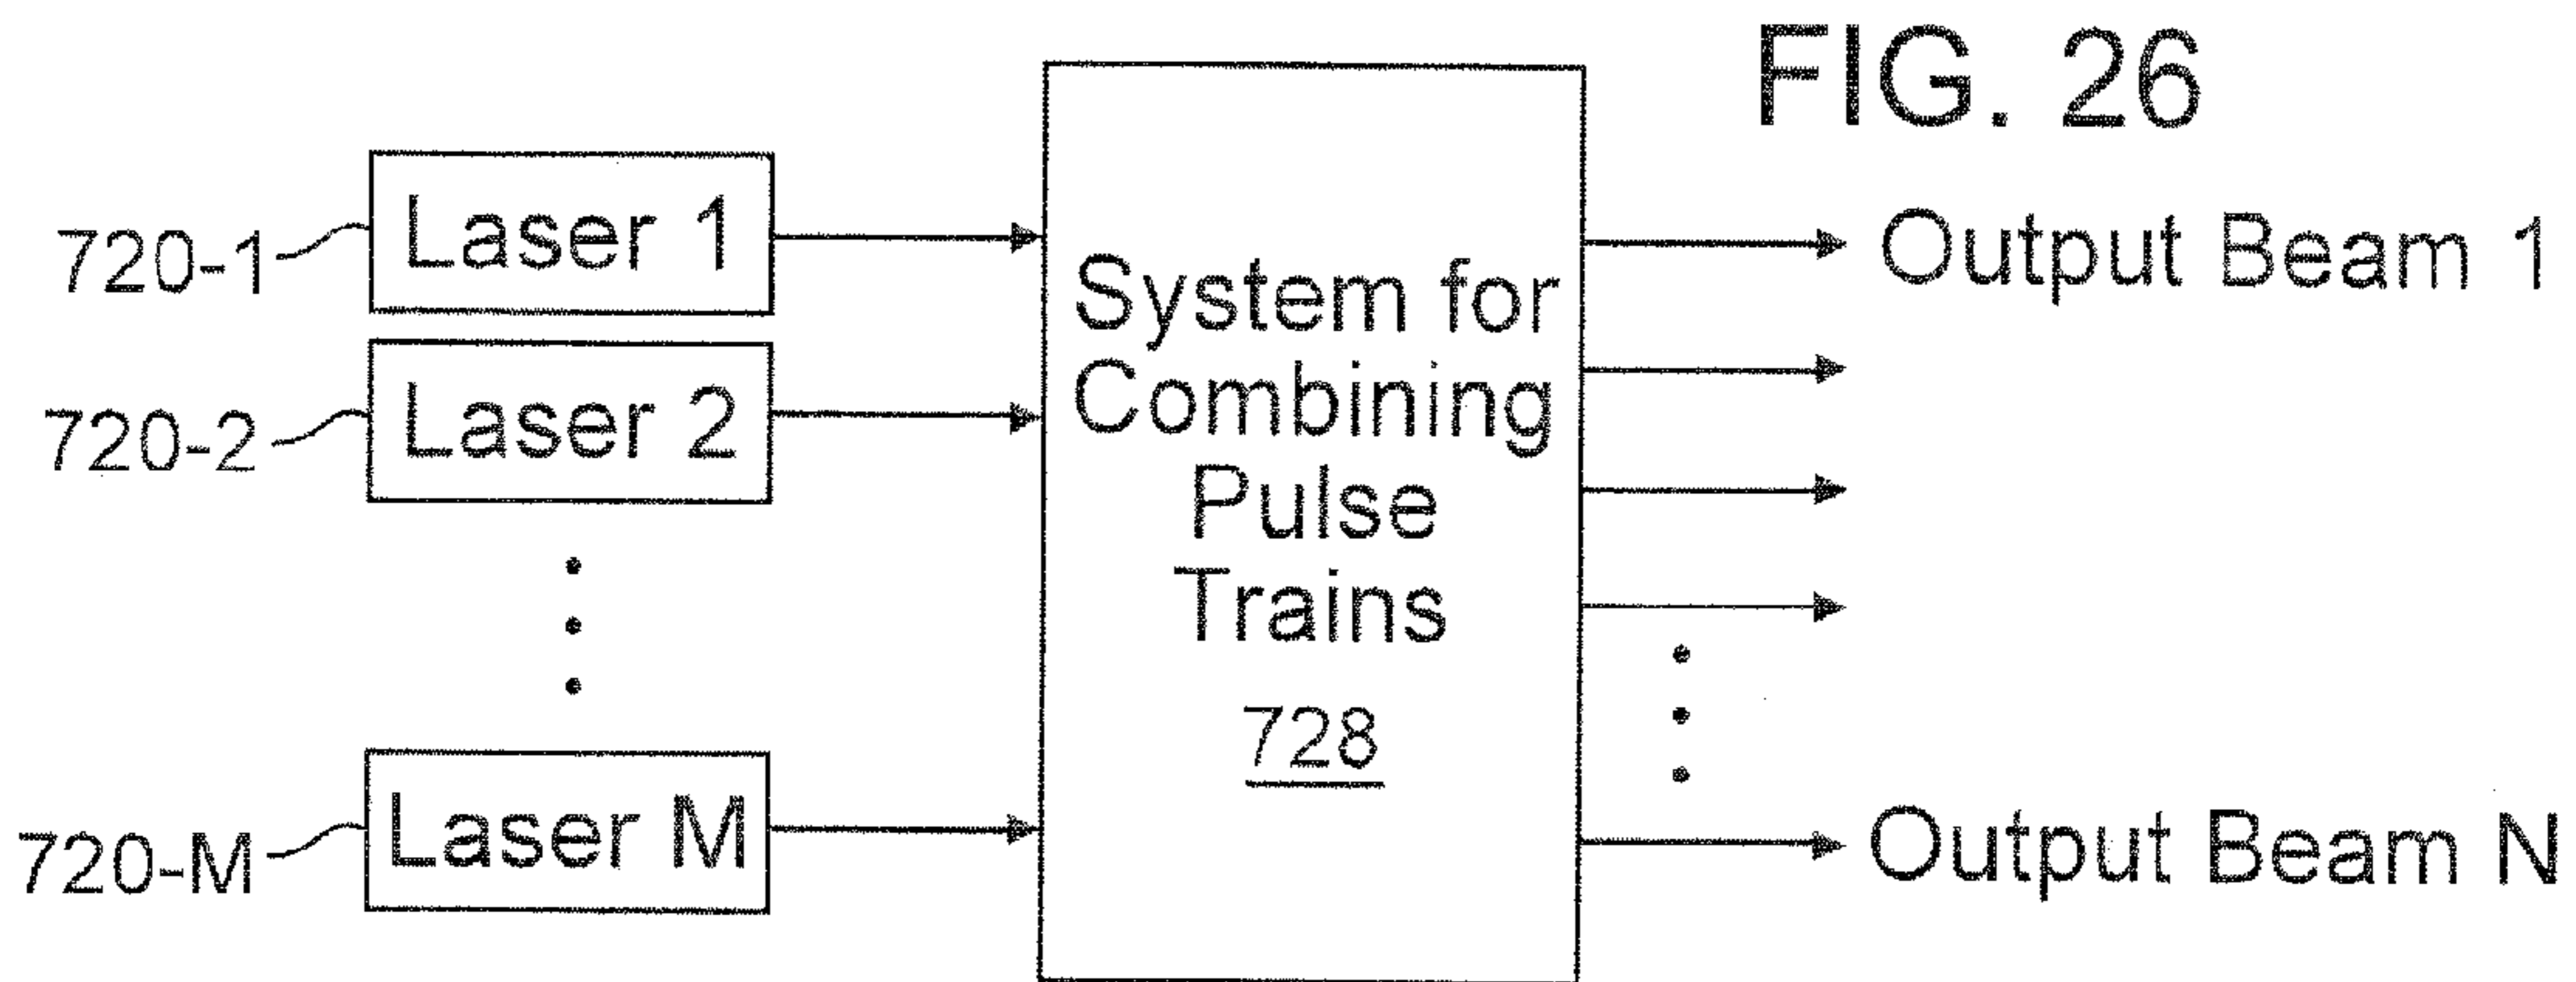 FIG. 26
720-1
Laser 1
720-2
Laser 2
720-M
Laser M
System for
Combining
Pulse
Trains
728
Output Beam 1
Output Beam N